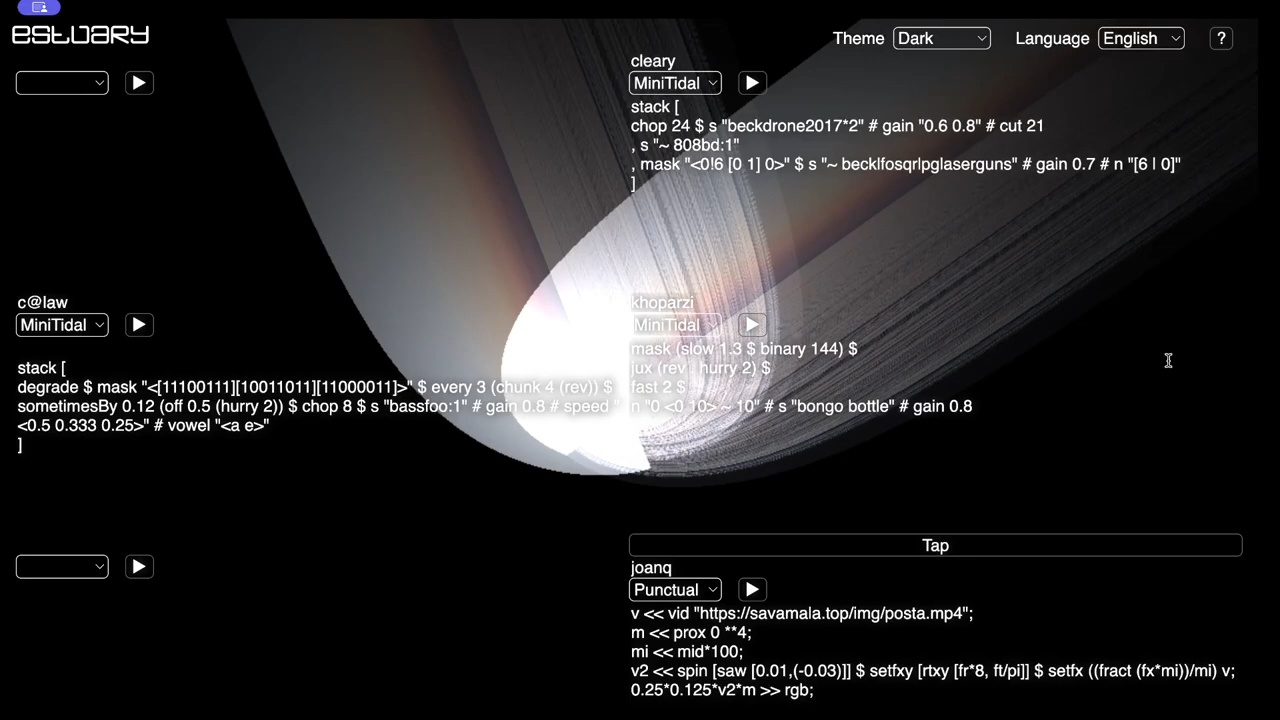 estuary
Theme Dark Language English ?
cleary
MiniTidal
stack [
chop 24 $ s "beckdrone2017*2" # gain "0.6 0.8" # cut 21
, s "~ 808bd:1"
, mask "<0!6 [0 1] 0>" $ s "~ becklfosqrlpglaserguns" # gain 0.7 # n "[6 | 0]"
]
c@law
MiniTidal
stack [
degrade $ mask "<[11100111][10011011][11000011]>" $ every 3 (chunk 4 (rev)) $
sometimesBy 0.12 (off 0.5 (hurry 2)) $ chop 8 $ s "bassfoo:1" # gain 0.8 # speed "
<0.5 0.333 0.25>" # vowel "<a e>"
]
khoparzi
MiniTidal
mask (slow 1.3 $ binary 144) $
jux (rev . hurry 2) $
fast 2 $
n "0 <0 10> ~ 10" # s "bongo bottle" # gain 0.8
Tap
joanq
Punctual
v << vid "https://savamala.top/img/posta.mp4";
m << prox 0 **4;
mi << mid*100;
v2 << spin [saw [0.01,(-0.03)]] $ setfxy [rtxy [fr*8, ft/pi]] $ setfx ((fract (fx*mi))/mi) v;
0.25*0.125*v2*m >> rgb;